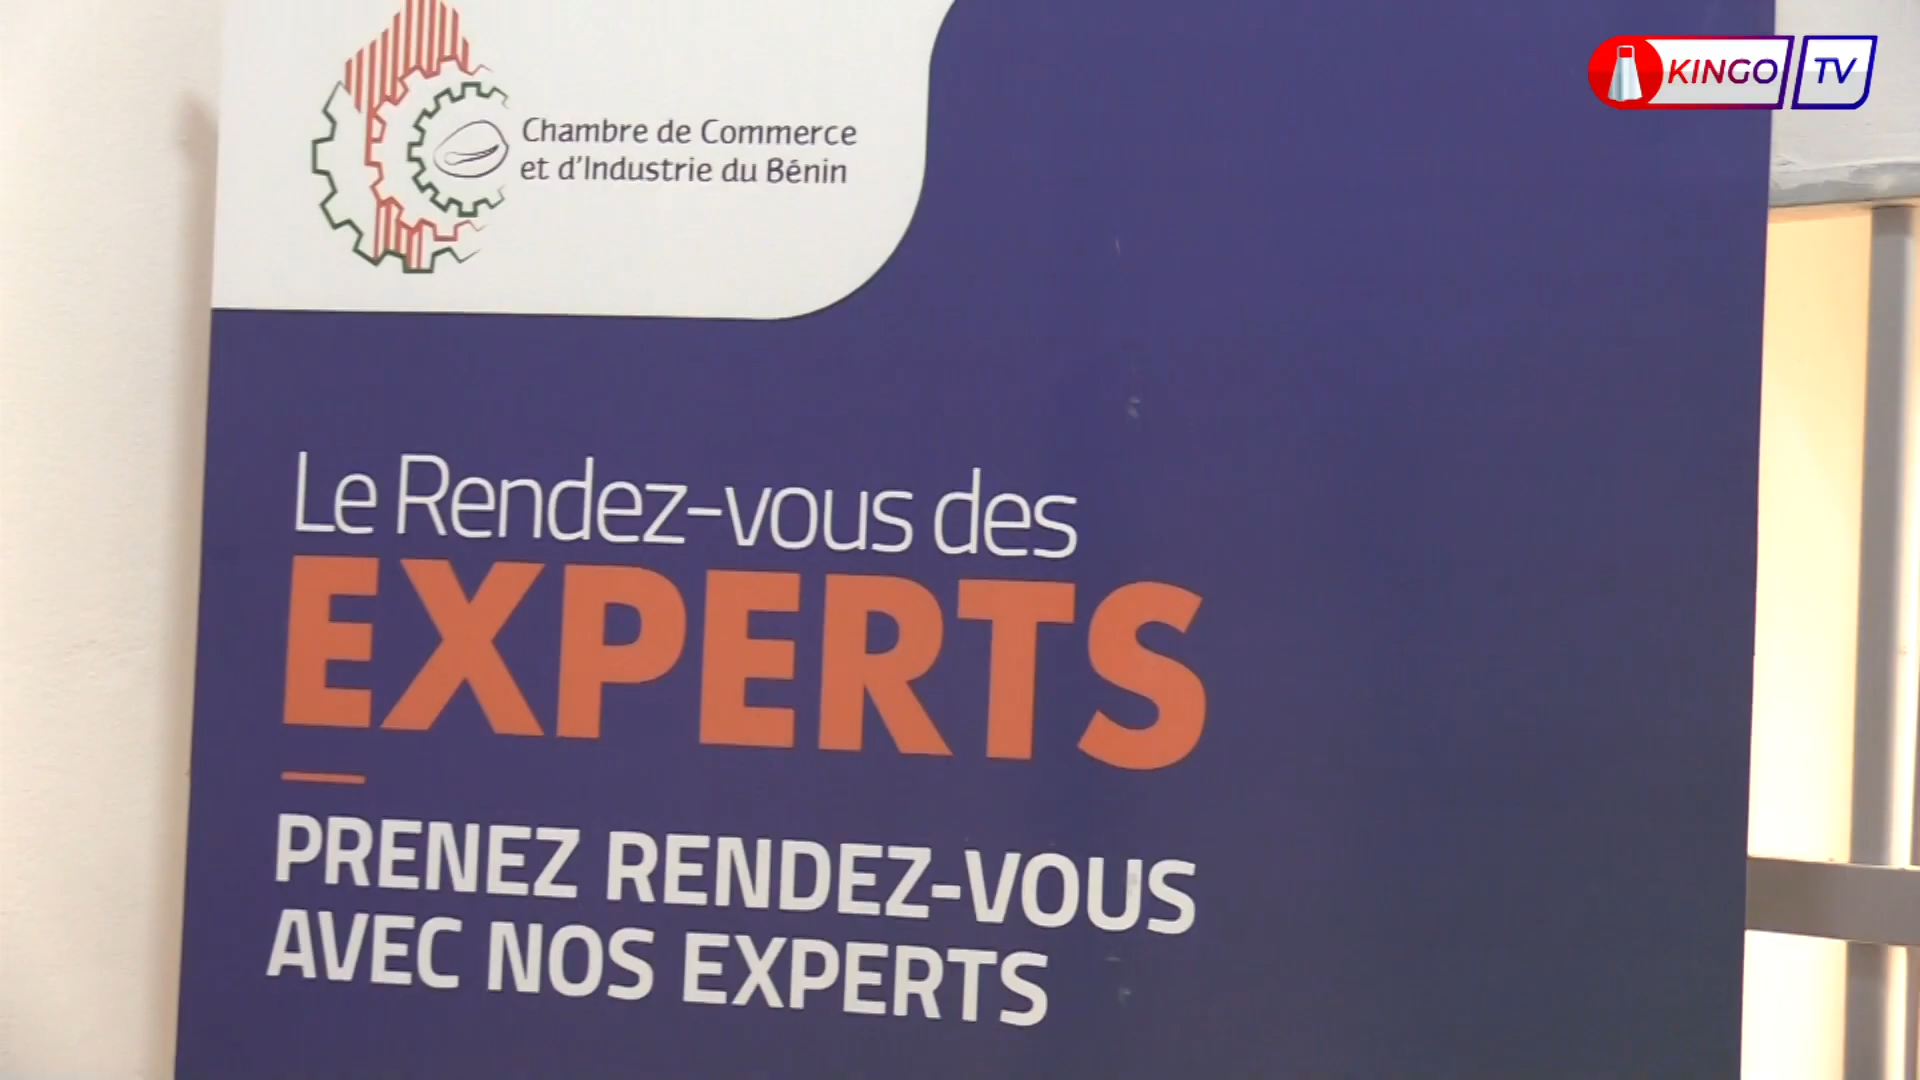 KINGO TV
Chambre de Commerce
et d'Industrie du Bénin
Le Rendez-vous des
EXPERTS
PRENEZ RENDEZ-VOUS
AVEC NOS EXPERTS